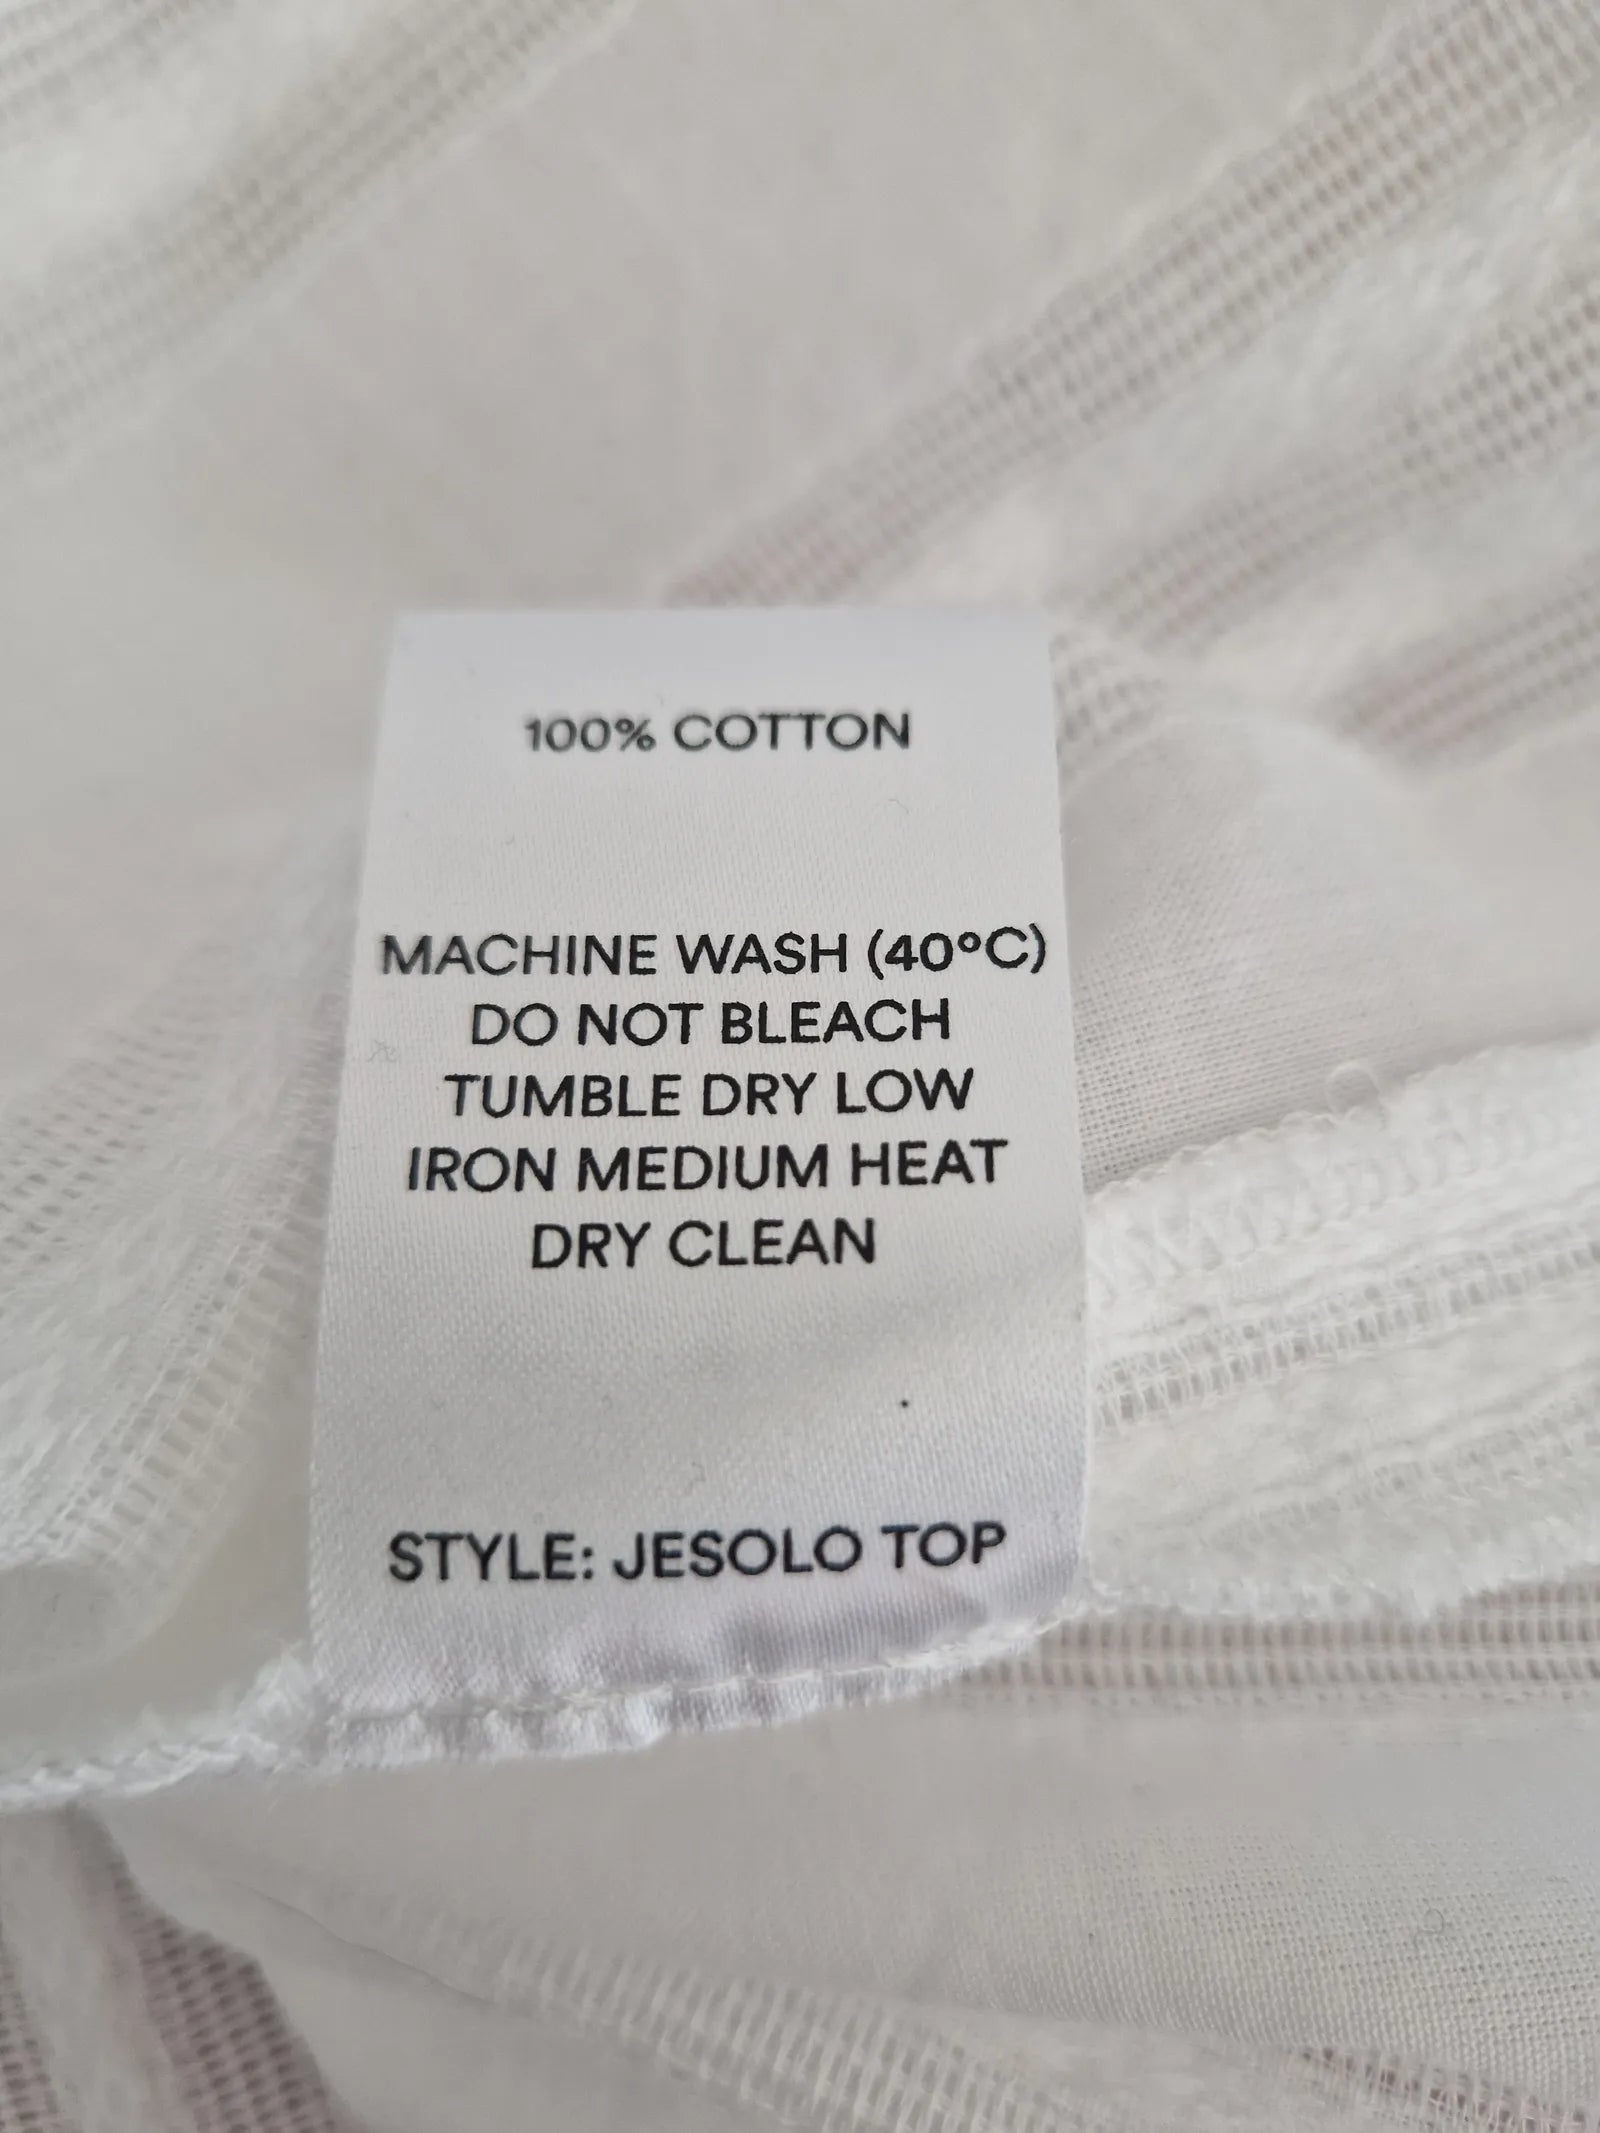 100% COTTON
MACHINE WASH (40°C)
DO NOT BLEACH
TUMBLE DRY LOW
IRON MEDIUM HEAT
DRY CLEAN
STYLE: JESOLO TOP